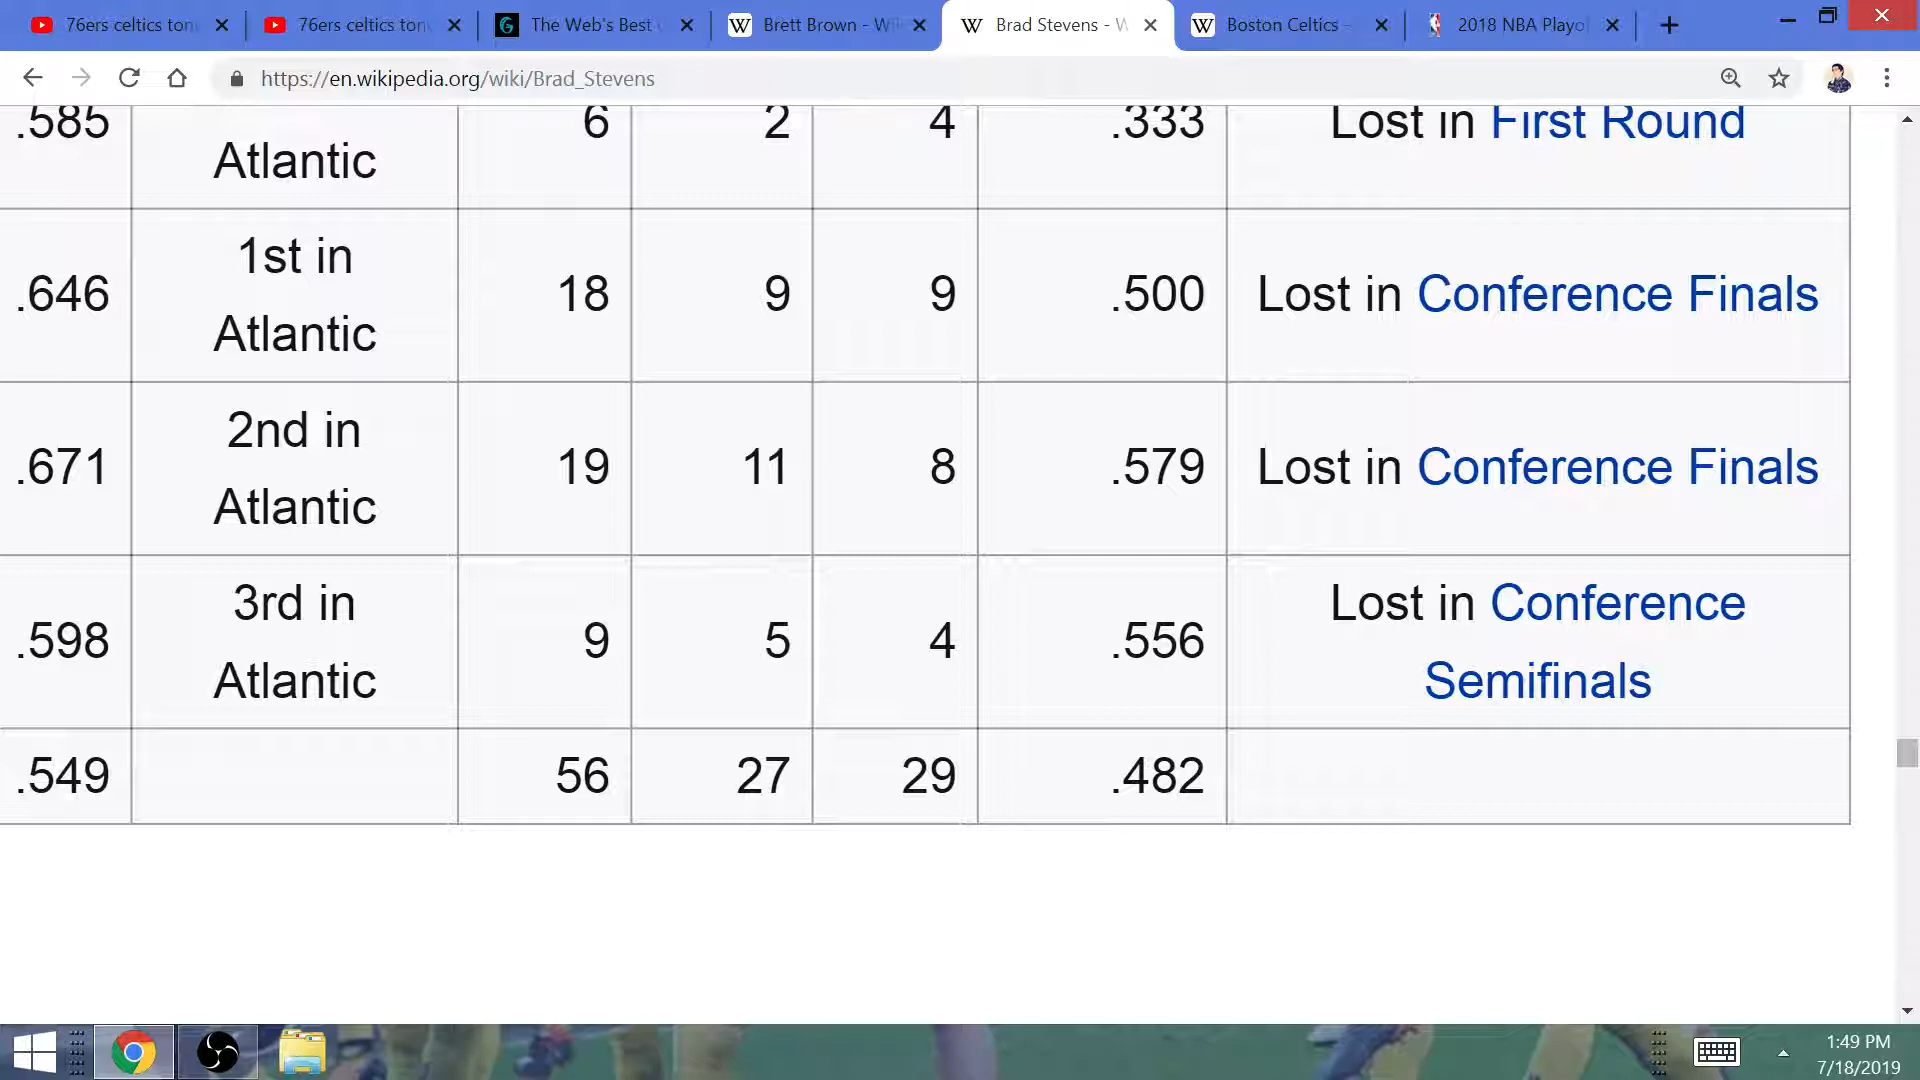 76ers celtics ton
76ers celtics ton
The Web's Best
Brett Brown - Wi
Brad Stevens - W
Boston Celtics -
2018 NBA Playo
https://en.wikipedia.org/wiki/Brad_Stevens
.585 Atlantic 6 2 4 .333 Lost in First Round
.646 1st in Atlantic 18 9 9 .500 Lost in Conference Finals
.671 2nd in Atlantic 19 11 8 .579 Lost in Conference Finals
.598 3rd in Atlantic 9 5 4 .556 Lost in Conference Semifinals
.549 56 27 29 .482
1:49 PM
7/18/2019